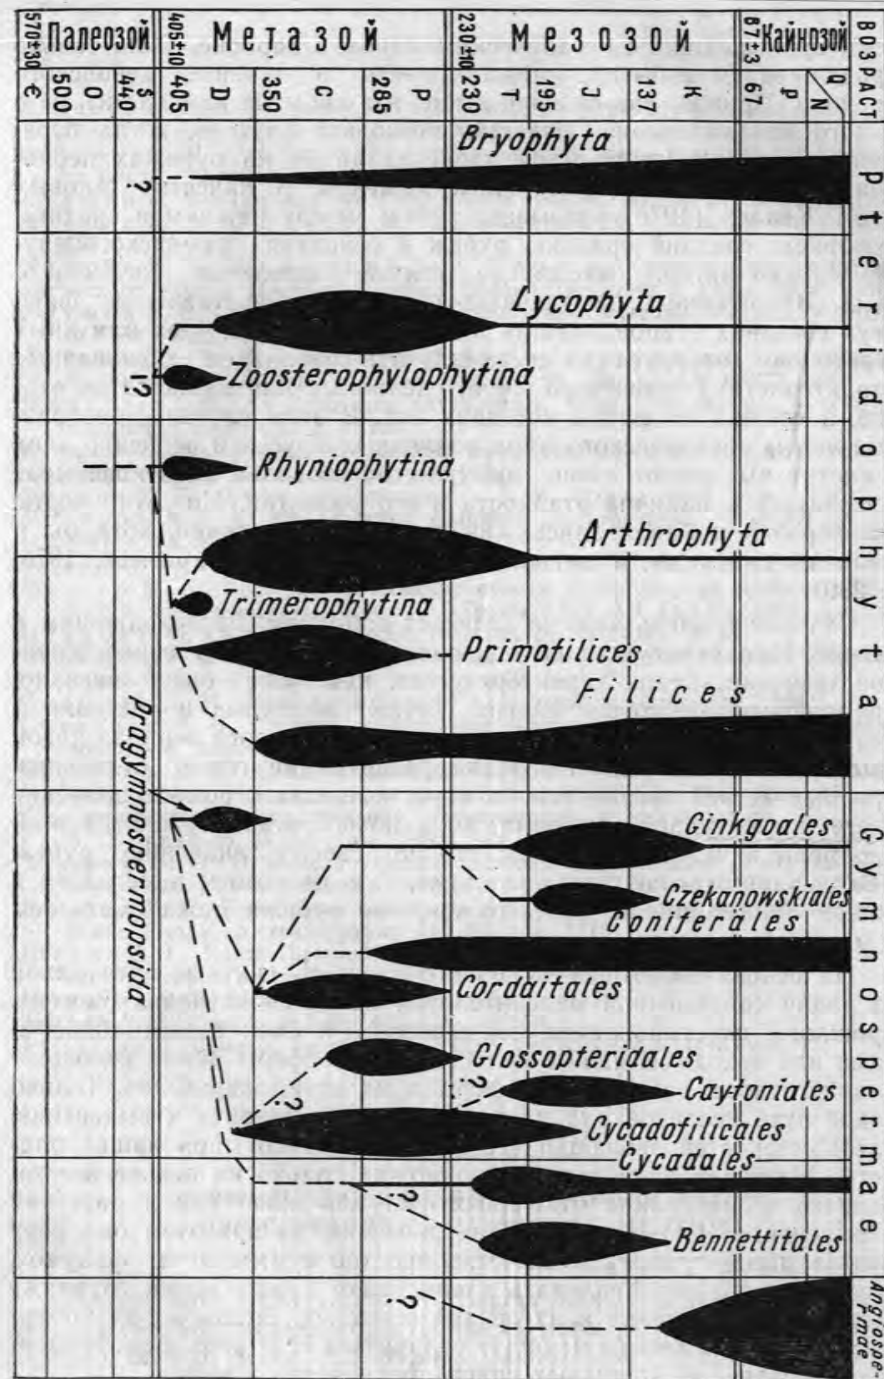 Палеозой
Метазой
Мезозой
Кайнозой
ВОЗРАСТ
570±30
405±10
230±10
67±3
Є
500
O
440
S
405
D
350
C
285
P
230
T
195
J
137
K
67
P
N
Q
Bryophyta
?
Lycophyta
?
Zoosterophylophytina
Rhyniophytina
Arthrophyta
Trimerophytina
Primofilices
Filices
Pteridophyta
Pragymnospermopsida
Ginkgoales
Czekanowskiales
Coniferales
Cordaitales
Glossopteridales
?
?
Caytoniales
Cycadofilicales
Cycadales
?
Bennettitales
Gymnospermae
?
Angiospe-
rmae